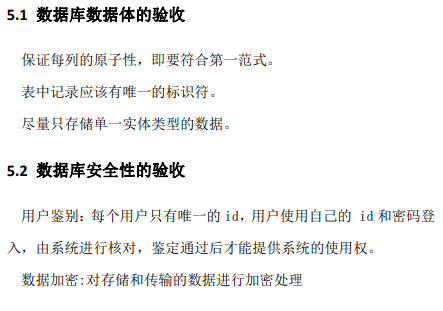 5.1 数据库数据体的验收
保证每列的原子性，即要符合第一范式。
表中记录应该有唯一的标识符。
尽量只存储单一实体类型的数据。
5.2 数据库安全性的验收
用户鉴别：每个用户只有唯一的 id，用户使用自己的 id 和密码登
入，由系统进行核对，鉴定通过后才能提供系统的使用权。
数据加密：对存储和传输的数据进行加密处理